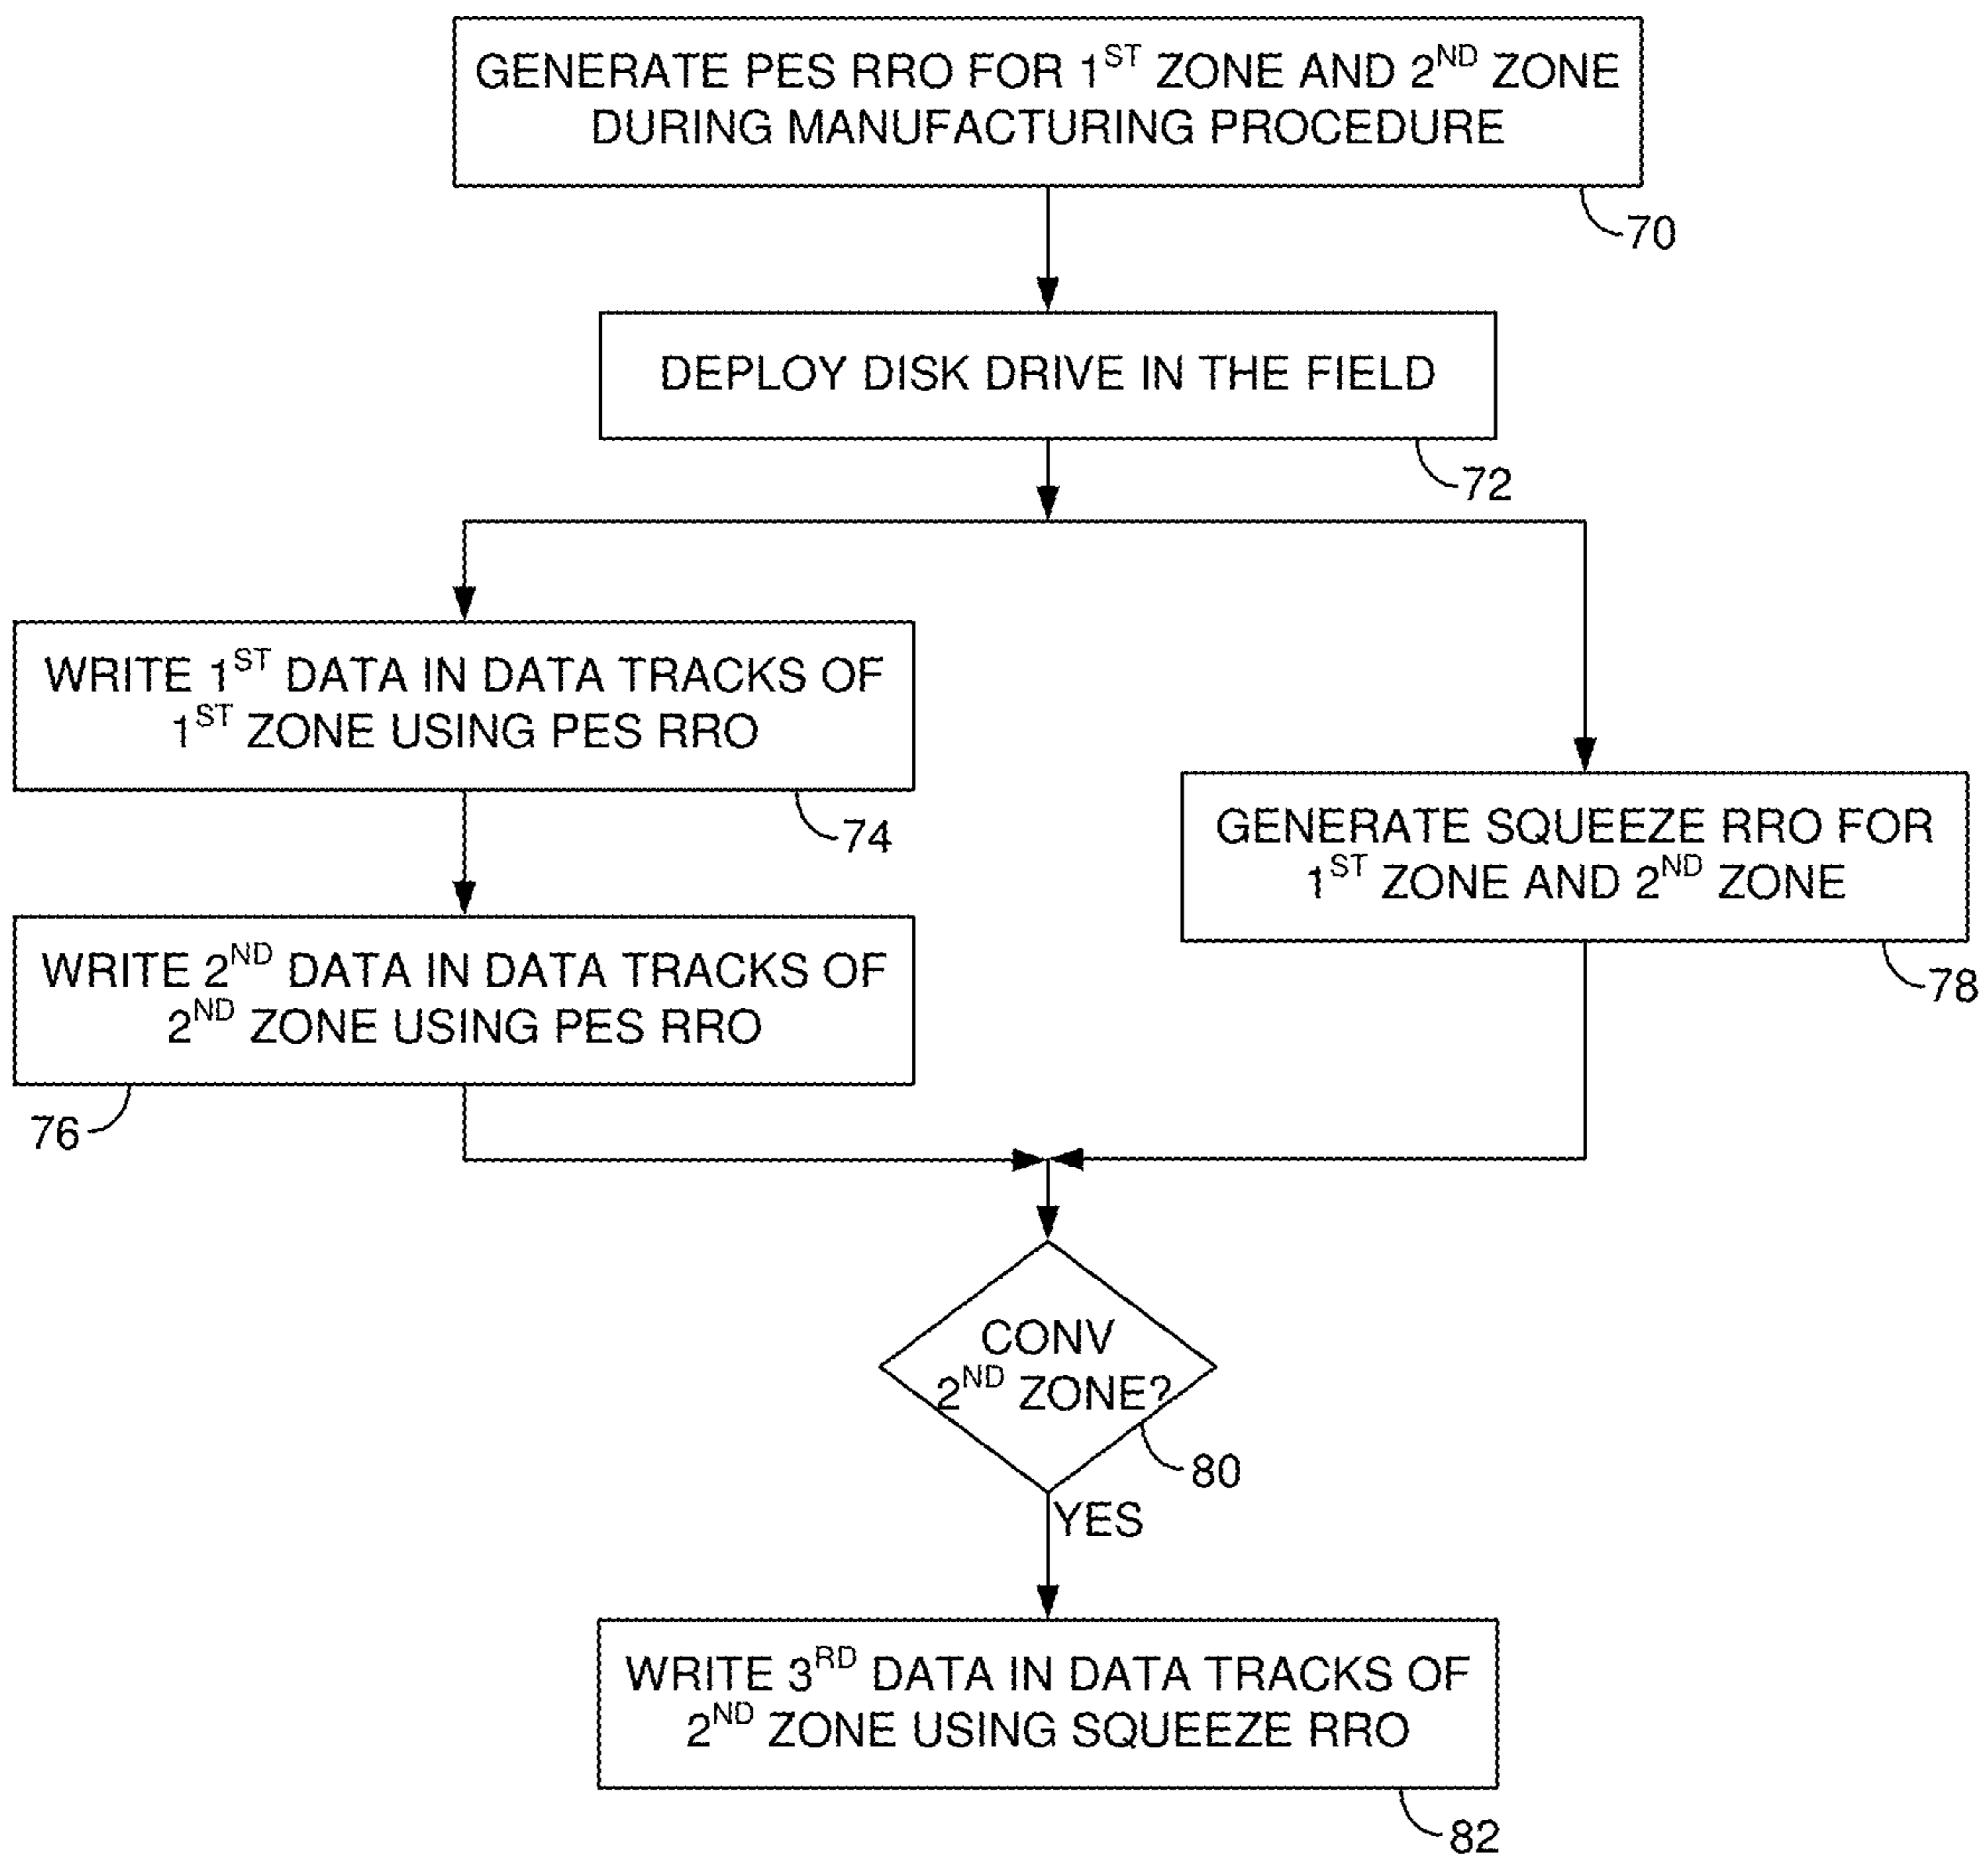 GENERATE PES RRO FOR 1ST ZONE AND 2ND ZONE
DURING MANUFACTURING PROCEDURE
70
DEPLOY DISK DRIVE IN THE FIELD
72
WRITE 1ST DATA IN DATA TRACKS OF
1ST ZONE USING PES RRO
74
GENERATE SQUEEZE RRO FOR
1ST ZONE AND 2ND ZONE
78
WRITE 2ND DATA IN DATA TRACKS OF
2ND ZONE USING PES RRO
76
CONV
2ND ZONE?
80
YES
WRITE 3RD DATA IN DATA TRACKS OF
2ND ZONE USING SQUEEZE RRO
82